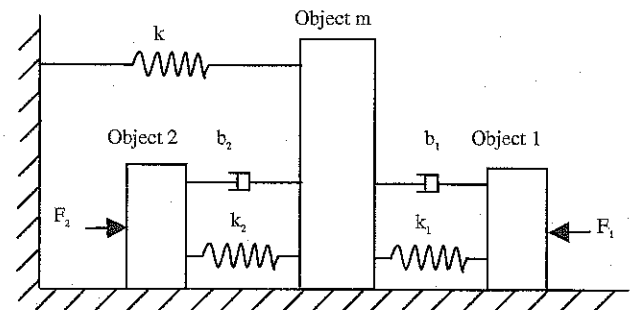 Object m
k
Object 2
b₂
b₁
Object 1
F₂
k₂
k₁
F₁